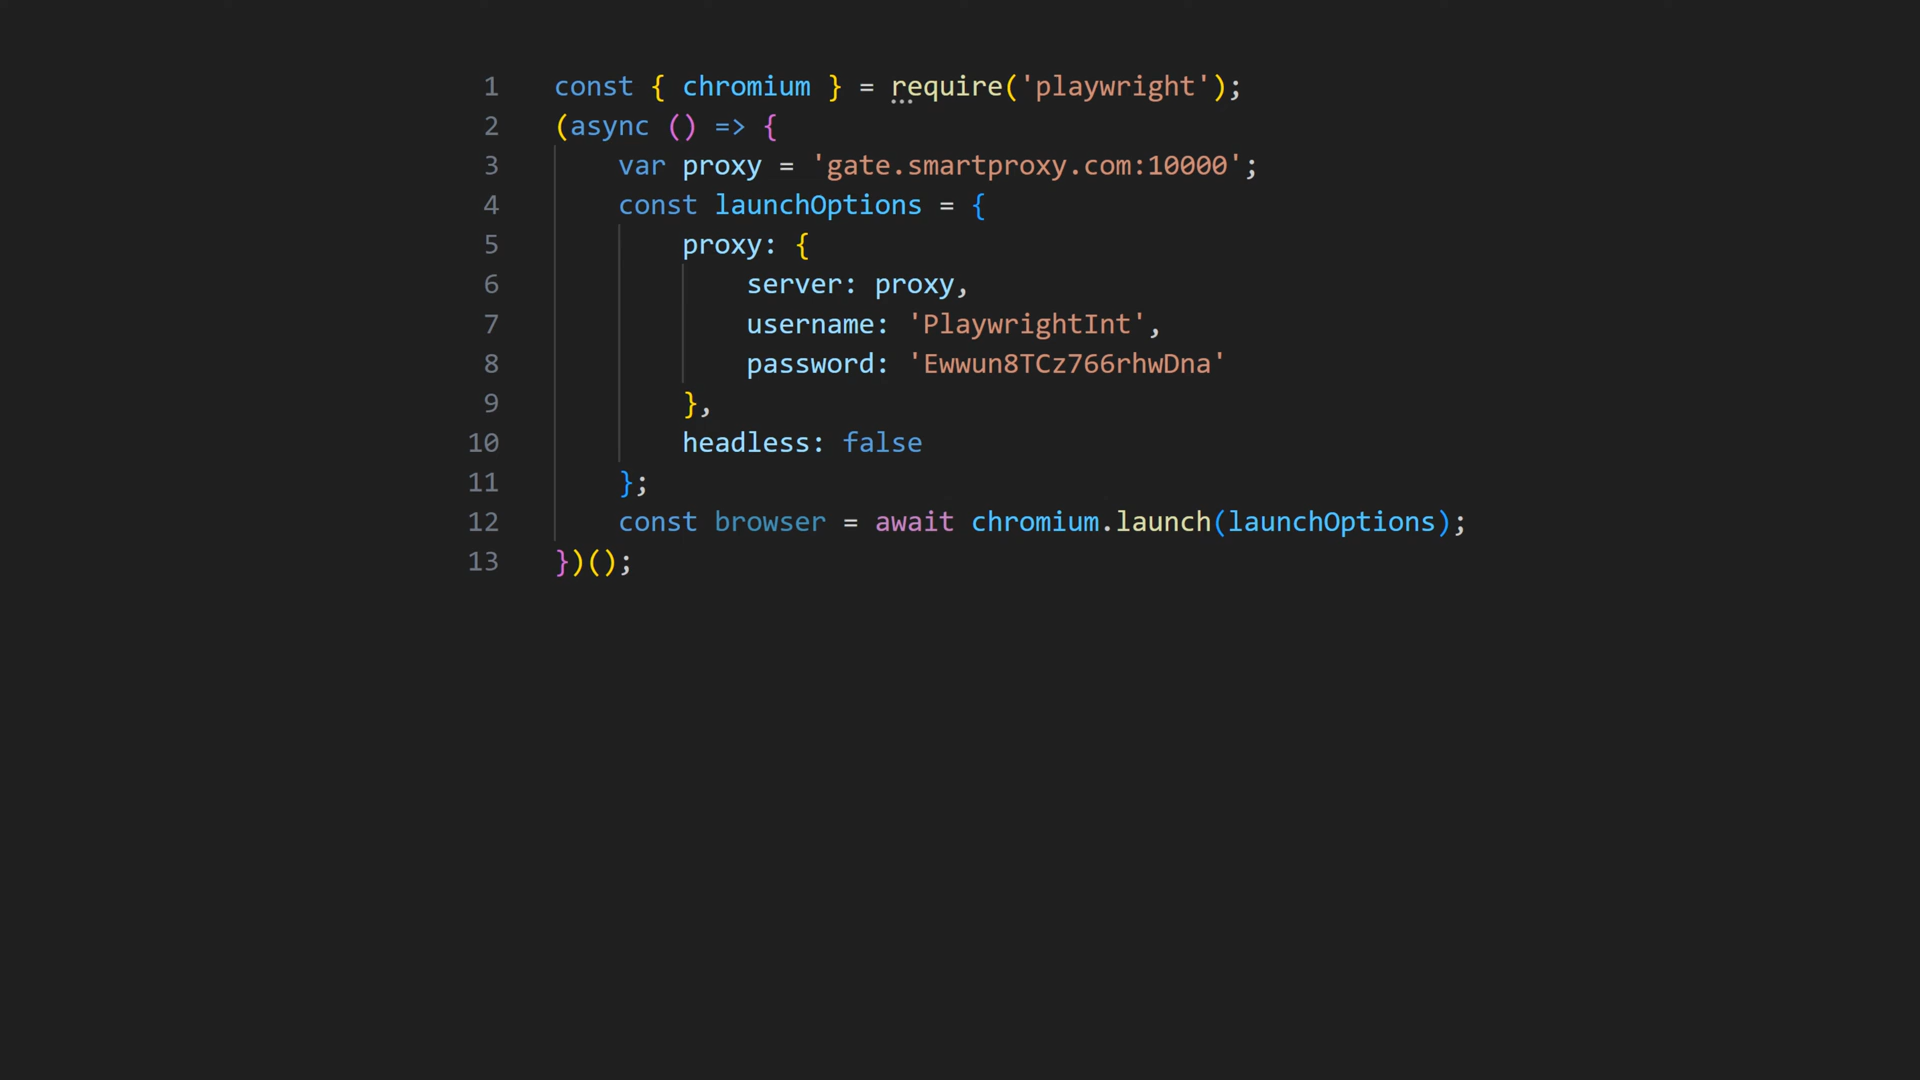 1 const { chromium } = require('playwright');
2 (async () => {
3     var proxy = 'gate.smartproxy.com:10000';
4     const launchOptions = {
5         proxy: {
6             server: proxy,
7             username: 'PlaywrightInt',
8             password: 'Ewwun8TCz766rhwDna'
9         },
10         headless: false
11     };
12     const browser = await chromium.launch(launchOptions);
13 })();